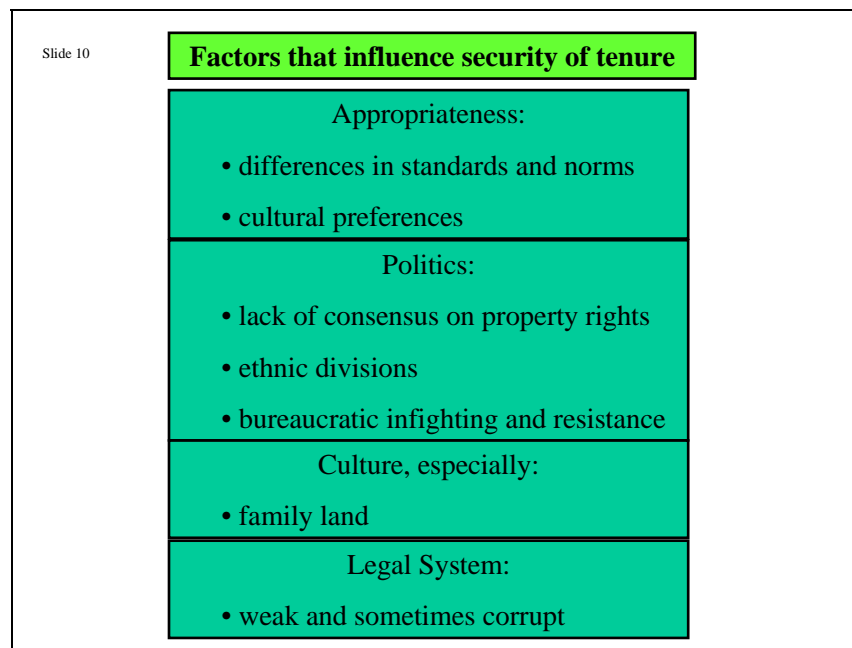 Slide 10
Factors that influence security of tenure
Appropriateness:
• differences in standards and norms
• cultural preferences
Politics:
• lack of consensus on property rights
• ethnic divisions
• bureaucratic infighting and resistance
Culture, especially:
• family land
Legal System:
• weak and sometimes corrupt